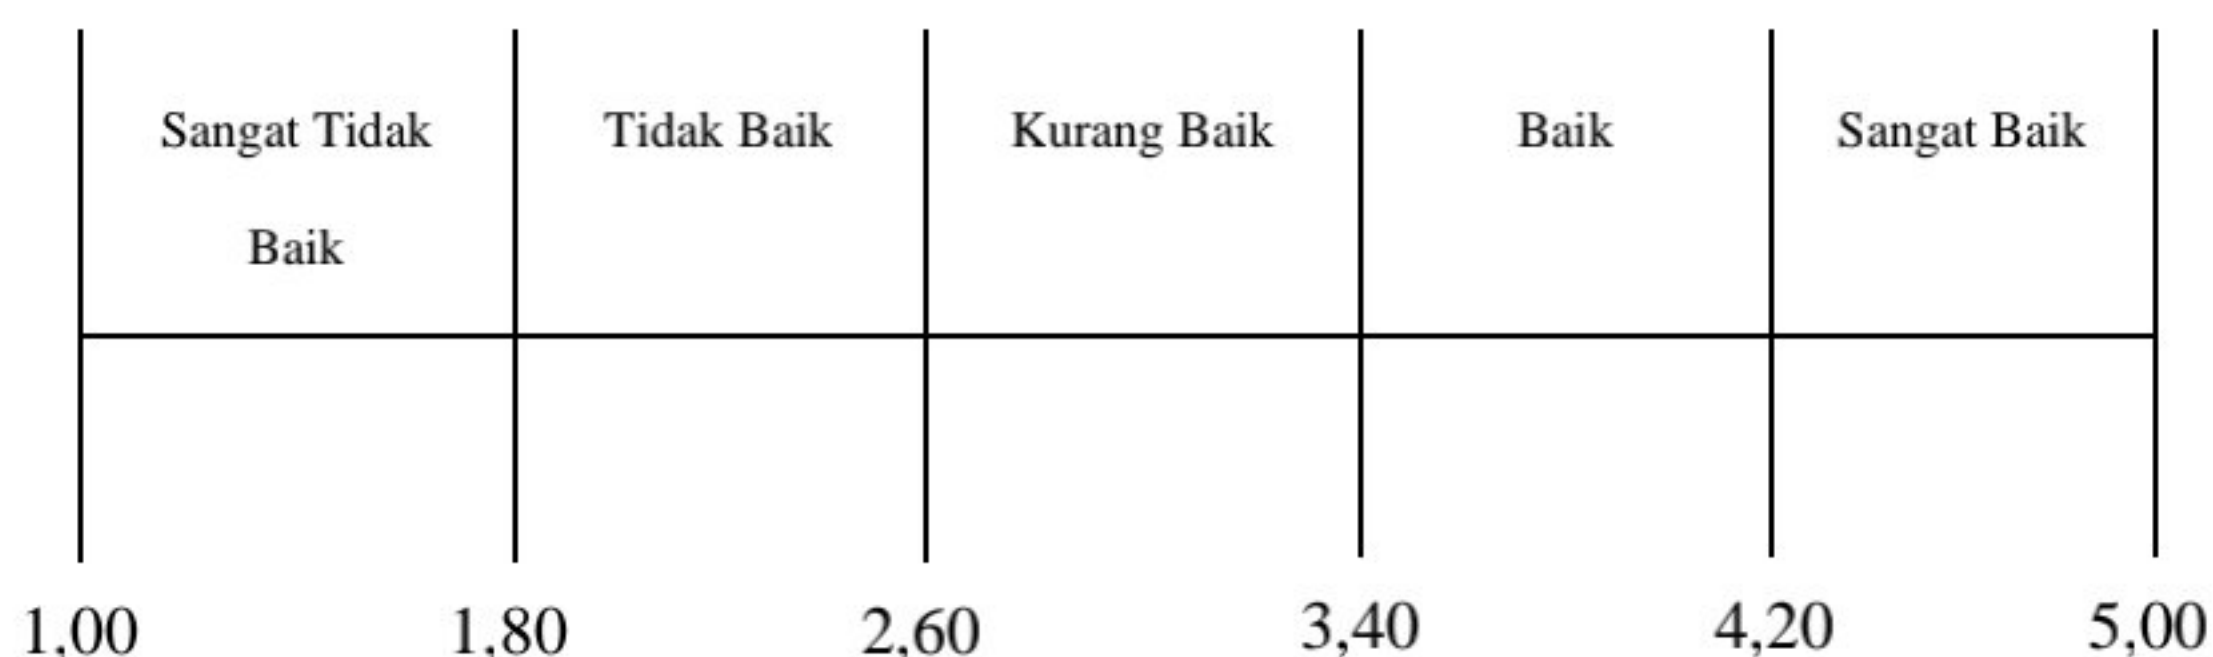 Sangat Tidak
Baik
Tidak Baik
Kurang Baik
Baik
Sangat Baik
1,00
1,80
2,60
3,40
4,20
5,00